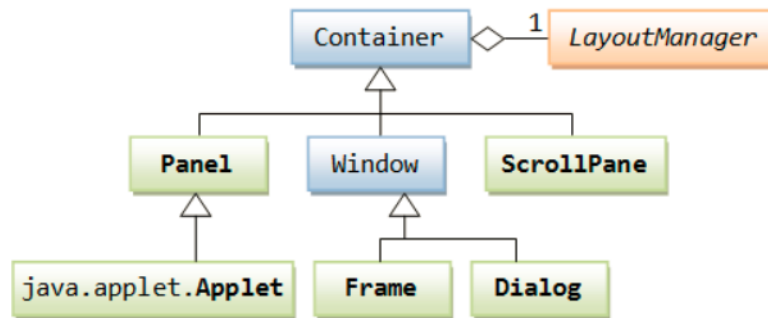 Container
1
LayoutManager
Panel
Window
ScrollPane
java.applet.Applet
Frame
Dialog